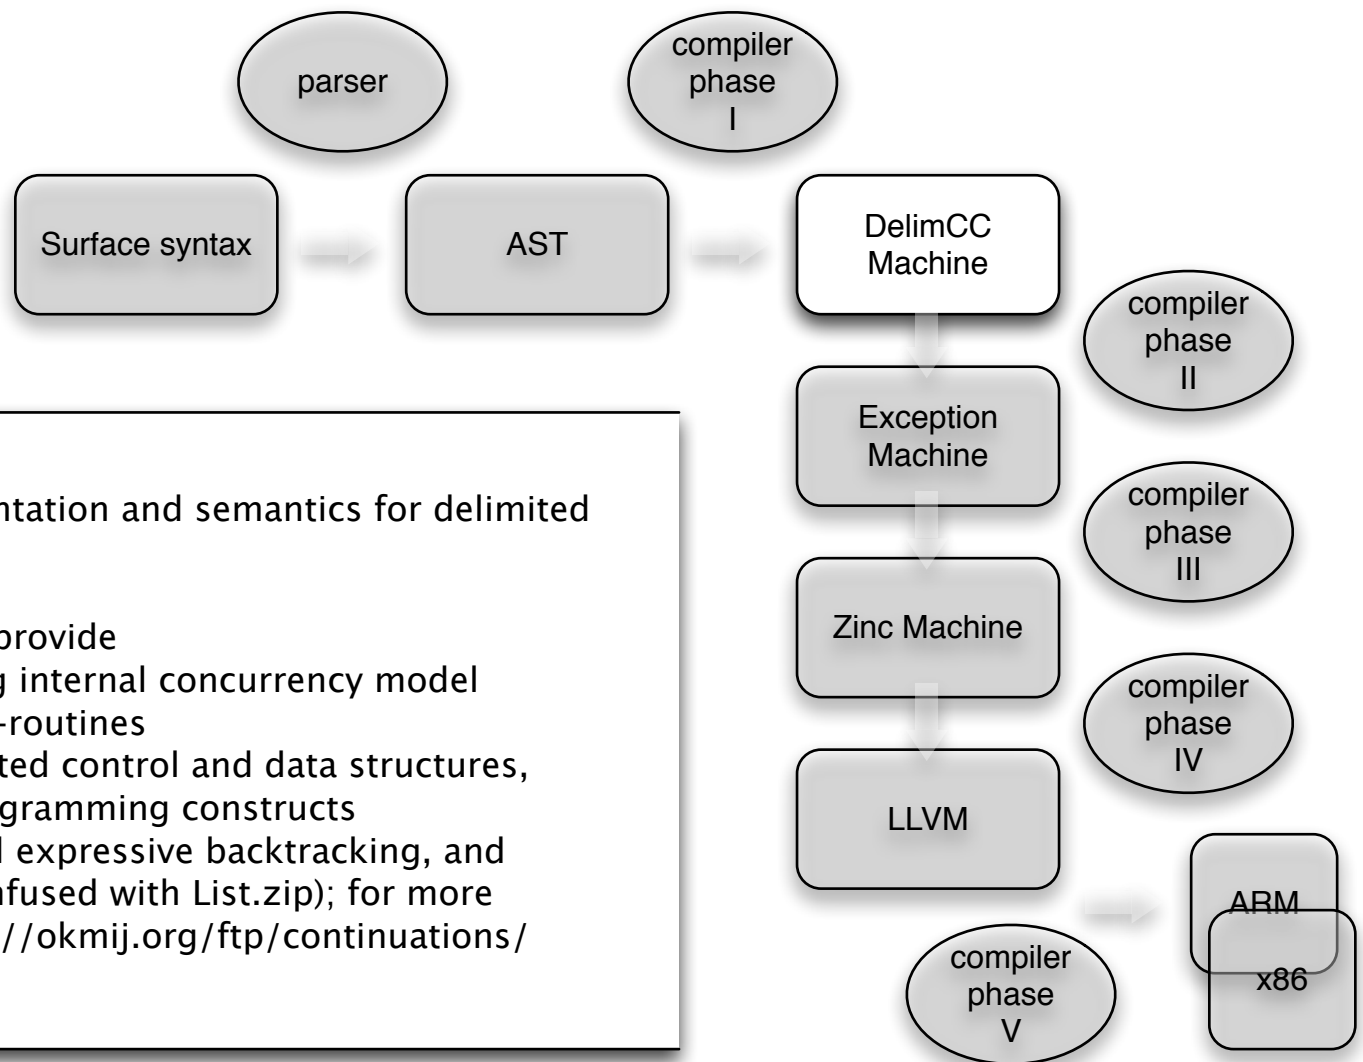 parser
compiler
phase
I
Surface syntax
AST
DelimCC
Machine
compiler
phase
II
Exception
Machine
compiler
phase
III
Zinc Machine
compiler
phase
IV
LLVM
ARM
x86
compiler
phase
V
ntation and semantics for delimited
provide
g internal concurrency model
-routines
ted control and data structures,
gramming constructs
d expressive backtracking, and
nfused with List.zip); for more
://okmij.org/ftp/continuations/